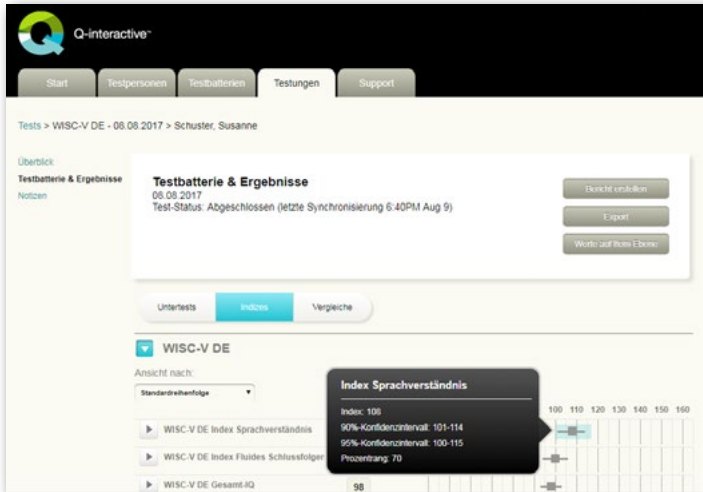 Q-interactive™
Start
Testpersonen
Testbatterien
Testungen
Support
Tests > WISC-V DE - 08.08.2017 > Schuster, Susanne
Überblick
Testbatterie & Ergebnisse
Notizen
Testbatterie & Ergebnisse
08.08.2017
Test-Status: Abgeschlossen (letzte Synchronisierung 6:40PM Aug 9)
Bericht erstellen
Export
Werte auf Item Ebene
Untertests
Indizes
Vergleiche
WISC-V DE
Ansicht nach:
Standardreihenfolge
Index Sprachverständnis
Index: 108
90%-Konfidenzintervall: 101-114
95%-Konfidenzintervall: 100-115
Prozentrang: 70
100 110 120 130 140 150 160
WISC-V DE Index Sprachverständnis
WISC-V DE Index Fluides Schlussfolger
WISC-V DE Gesamt-IQ
98